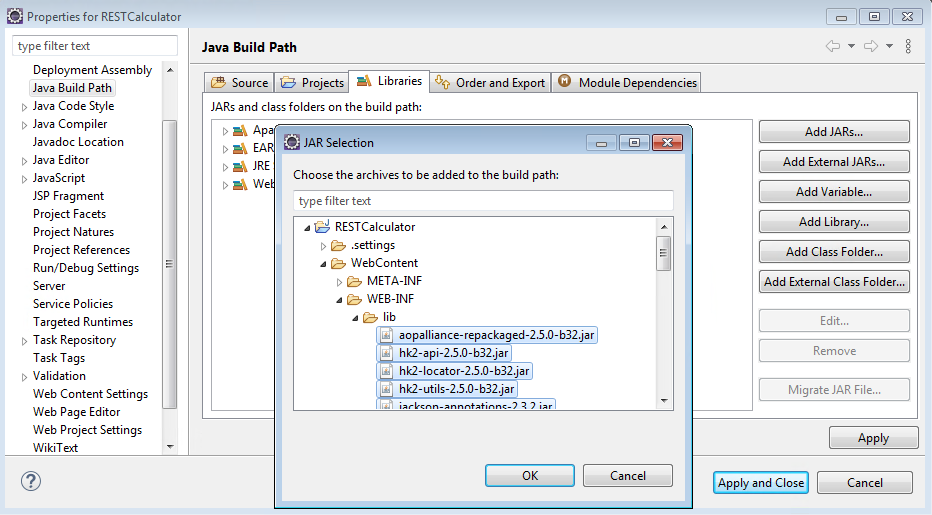 Properties for RESTCalculator
type filter text
Deployment Assembly
Java Build Path
Java Code Style
Java Compiler
Javadoc Location
Java Editor
JavaScript
JSP Fragment
Project Facets
Project Natures
Project References
Run/Debug Settings
Server
Service Policies
Targeted Runtimes
Task Repository
Task Tags
Validation
Web Content Settings
Web Page Editor
Web Project Settings
WikiText
Java Build Path
Source Projects Libraries Order and Export Module Dependencies
JARs and class folders on the build path:
Apa
EAR
JRE
Web
JAR Selection
Choose the archives to be added to the build path:
type filter text
RESTCalculator
.settings
WebContent
META-INF
WEB-INF
lib
aopalliance-repackaged-2.5.0-b32.jar
hk2-api-2.5.0-b32.jar
hk2-locator-2.5.0-b32.jar
hk2-utils-2.5.0-b32.jar
jackson-annotations-2.3.2.jar
OK Cancel
Add JARs...
Add External JARs...
Add Variable...
Add Library...
Add Class Folder...
Add External Class Folder...
Edit...
Remove
Migrate JAR File...
Apply
? Apply and Close Cancel